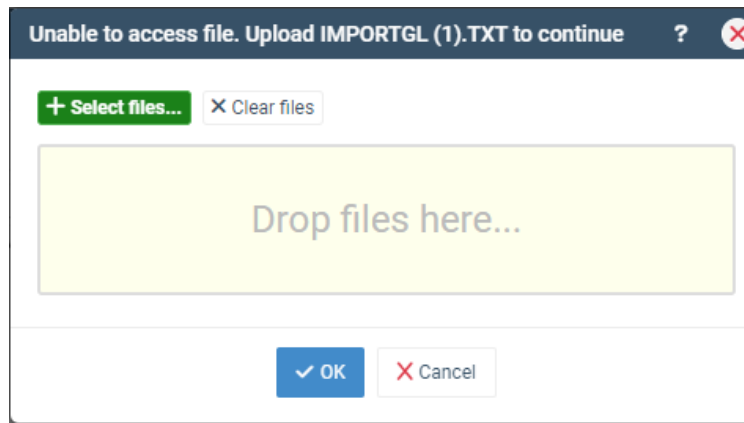 Unable to access file. Upload IMPORTGL (1).TXT to continue ?
+ Select files... Clear files
Drop files here...
OK Cancel